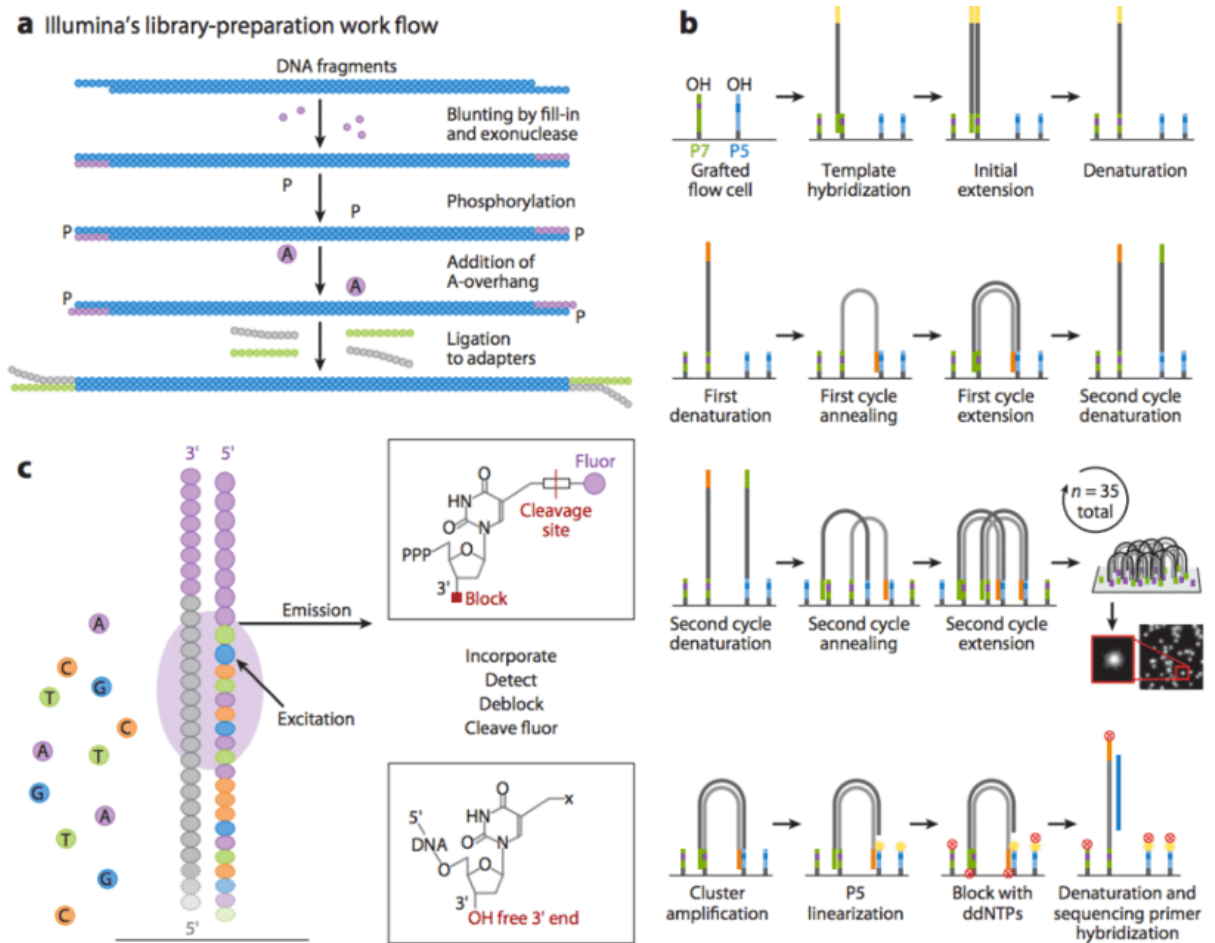 a Illumina's library-preparation work flow
DNA fragments
Blunting by fill-in
and exonuclease
P
P
Phosphorylation
P
P
A
A
Addition of
A-overhang
P
P
Ligation
to adapters
b
OH OH
P7 P5
Grafted
flow cell
Template
hybridization
Initial
extension
Denaturation
First
denaturation
First cycle
annealing
First cycle
extension
Second cycle
denaturation
n = 35
total
Second cycle
denaturation
Second cycle
annealing
Second cycle
extension
Cluster
amplification
P5
linearization
Block with
ddNTPs
Denaturation and
sequencing primer
hybridization
c
3' 5'
A
C
G
T
C
A
T
G
A
T
G
C
5'
Emission
Excitation
Fluor
O
HN
Cleavage
site
O
N
PPP
O
3'
Block
Incorporate
Detect
Deblock
Cleave fluor
O
x
HN
5'
O
N
DNA
O
O
3'
OH free 3' end